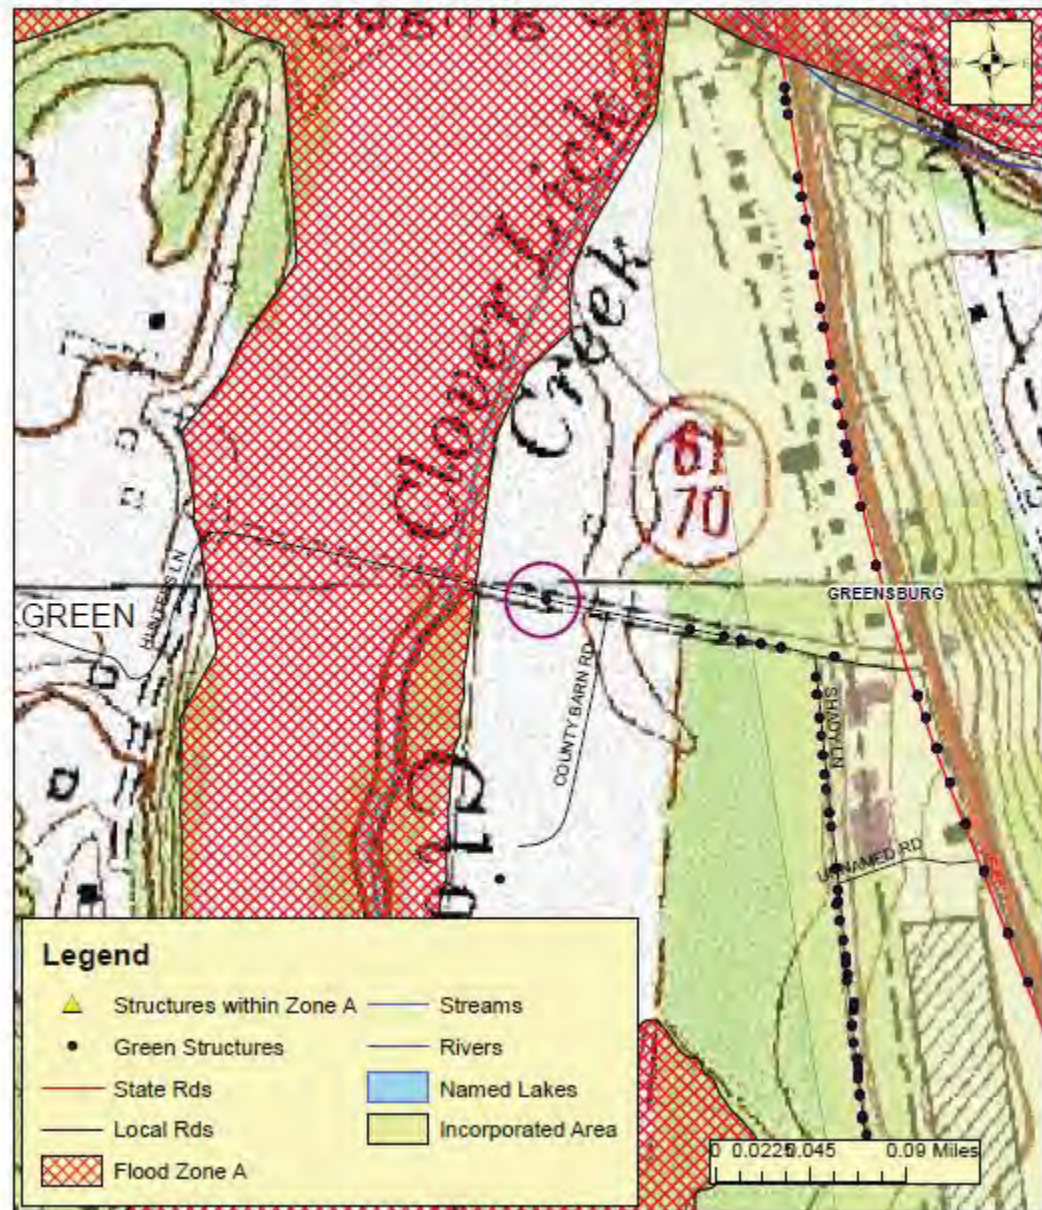 Clover Lick
Creek
61
70
GREENSBURG
GREEN
HUNTERS LN
COUNTY BARN RD
SHADY LN
UNNAMED RD
W E
Legend
Structures within Zone A
Streams
Green Structures
Rivers
State Rds
Named Lakes
Local Rds
Incorporated Area
Flood Zone A
0 0.0225 0.045 0.09 Miles